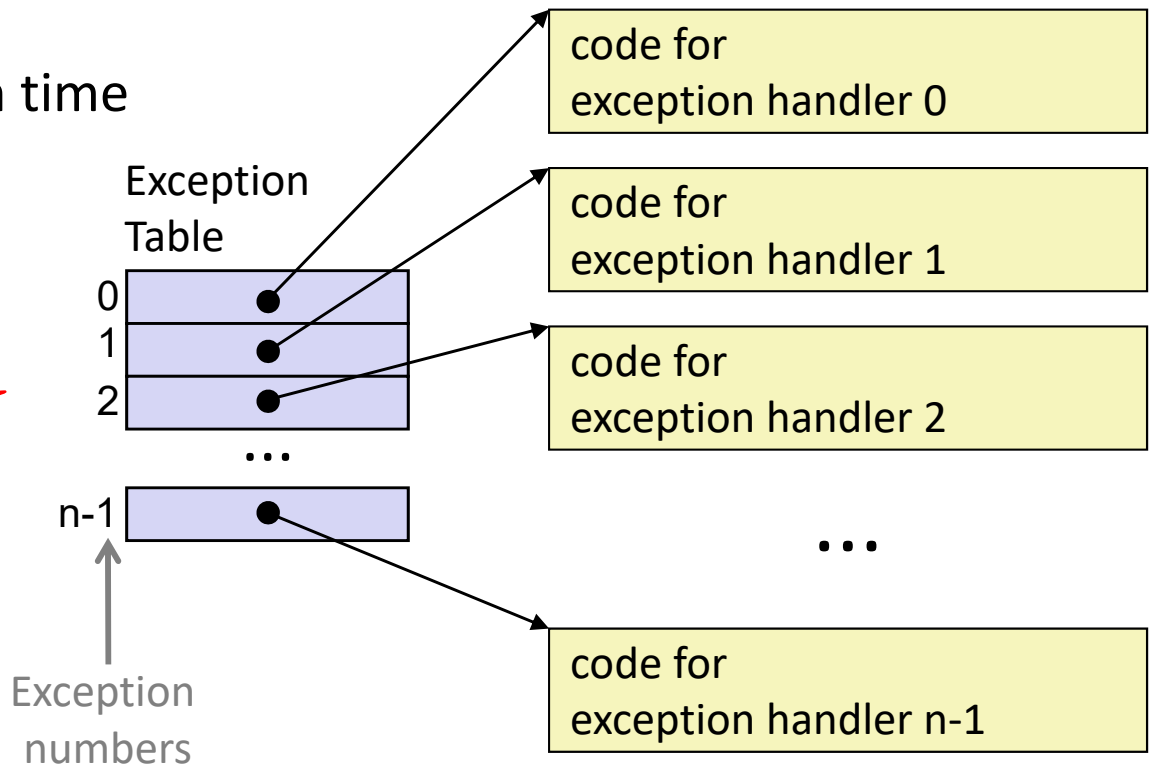 time
Exception
Table
0
1
2
...
n-1
Exception
numbers
code for
exception handler 0
code for
exception handler 1
code for
exception handler 2
...
code for
exception handler n-1